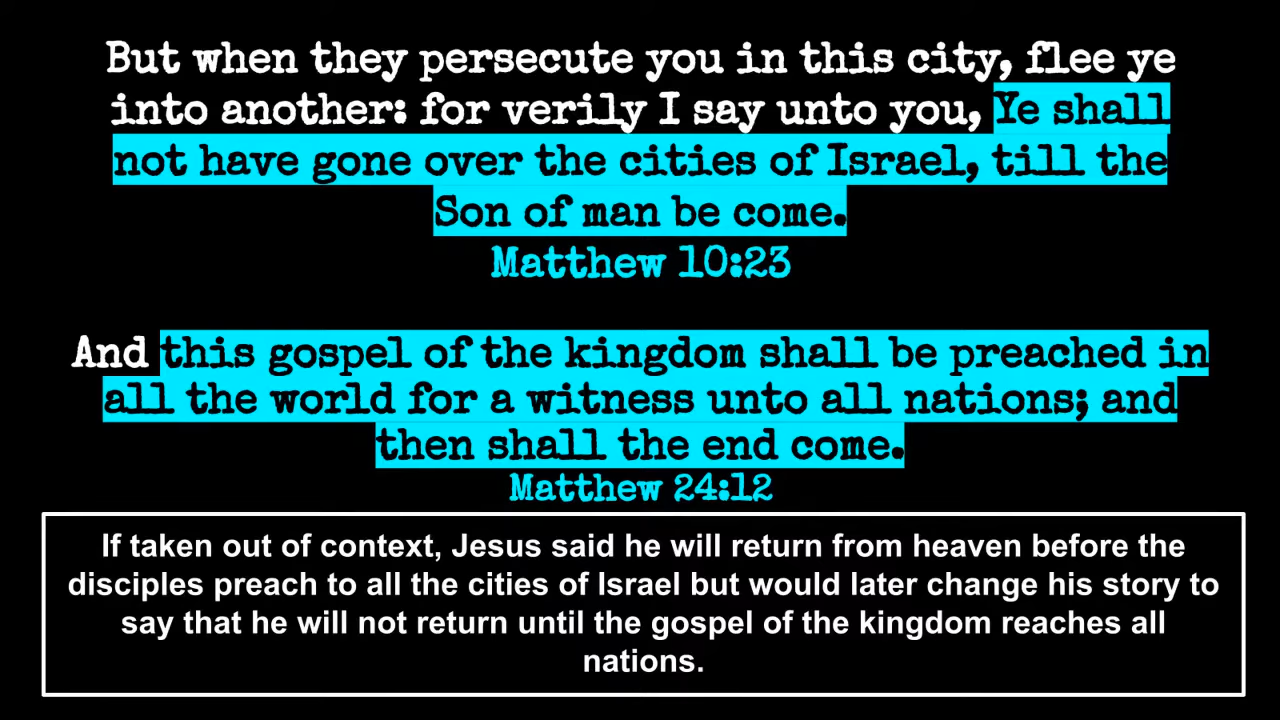 But when they persecute you in this city, flee ye
into another: for verily I say unto you, Ye shall
not have gone over the cities of Israel, till the
Son of man be come.
Matthew 10:23
And this gospel of the kingdom shall be preached in
all the world for a witness unto all nations; and
then shall the end come.
Matthew 24:12
If taken out of context, Jesus said he will return from heaven before the
disciples preach to all the cities of Israel but would later change his story to
say that he will not return until the gospel of the kingdom reaches all
nations.